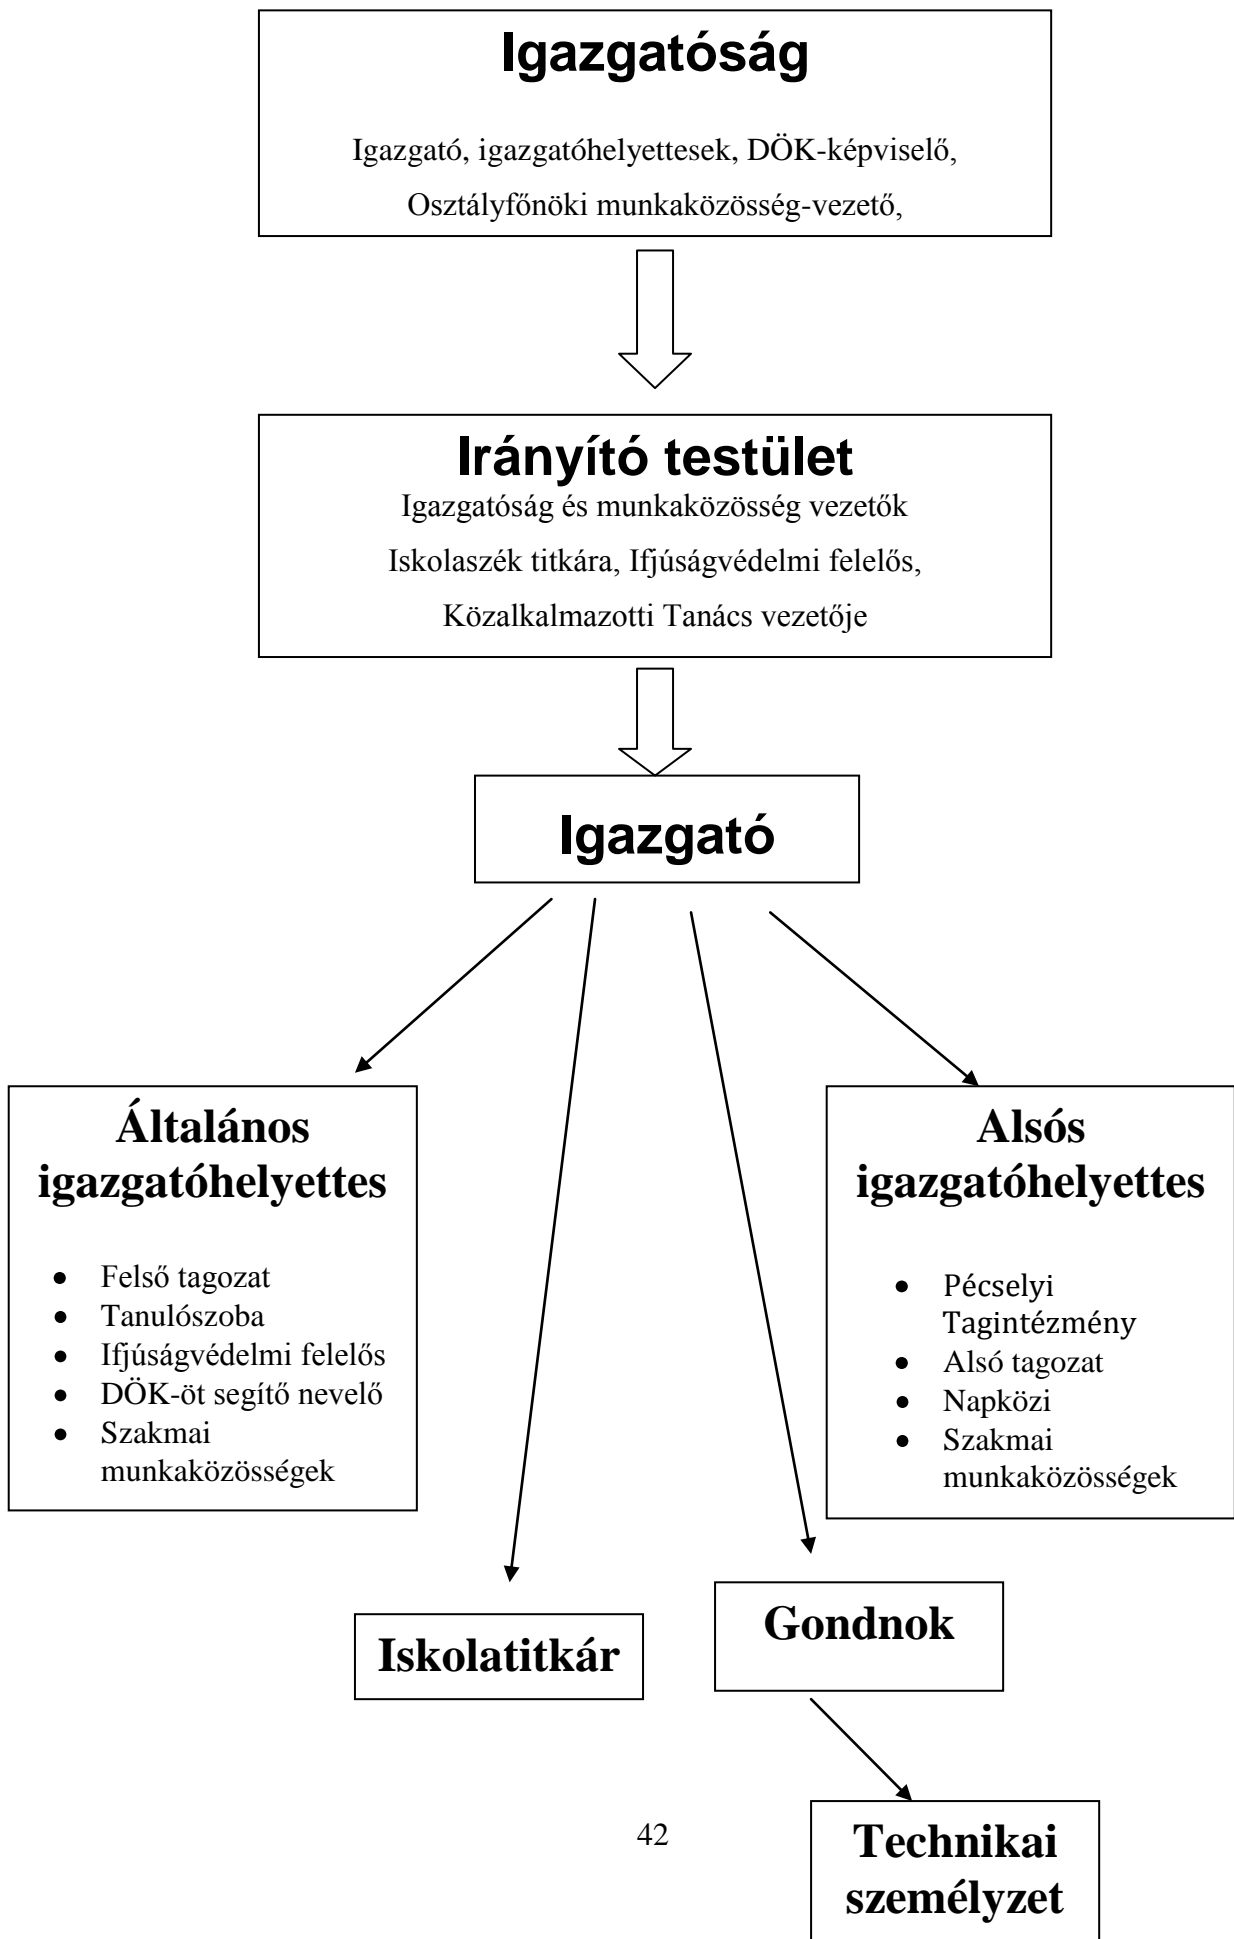 Igazgatóság
Igazgató, igazgatóhelyettesek, DÖK-képviselő,
Osztályfőnöki munkaközösség-vezető,
Irányító testület
Igazgatóság és munkaközösség vezetők
Iskolaszék titkára, Ifjúságvédelmi felelős,
Közalkalmazotti Tanács vezetője
Igazgató
Általános
igazgatóhelyettes
• Felső tagozat
• Tanulószoba
• Ifjúságvédelmi felelős
• DÖK-öt segítő nevelő
• Szakmai
munkaközösségek
Alsós
igazgatóhelyettes
• Pécselyi
Tagintézmény
• Alsó tagozat
• Napközi
• Szakmai
munkaközösségek
Iskolatitkár
Gondnok
Technikai
személyzet
42